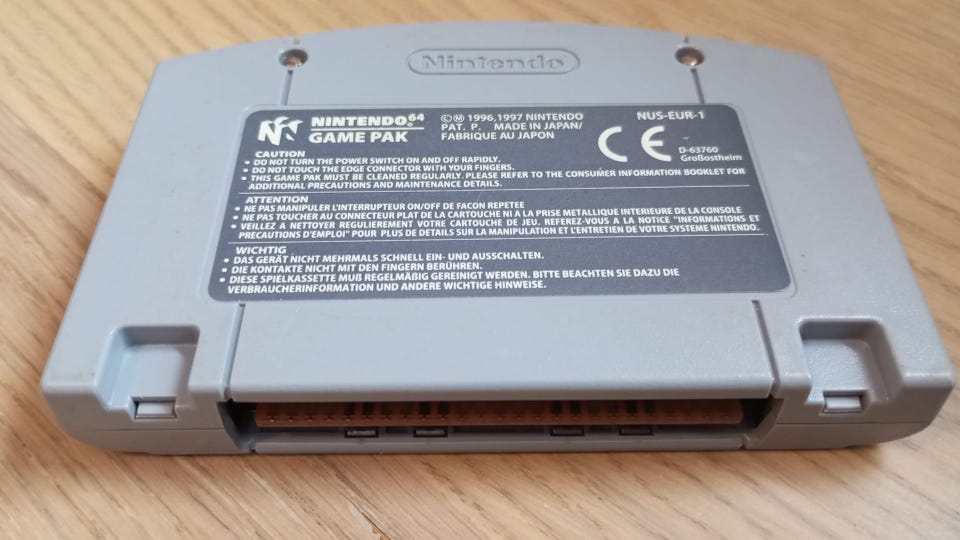 Nintendo
NINTENDO 64
GAME PAK
©Ⓜ 1996,1997 NINTENDO
PAT. P. MADE IN JAPAN/
FABRIQUE AU JAPON
NUS-EUR-1
CE
D-63760
Großostheim
CAUTION
• DO NOT TURN THE POWER SWITCH ON AND OFF RAPIDLY.
• DO NOT TOUCH THE EDGE CONNECTOR WITH YOUR FINGERS.
• THIS GAME PAK MUST BE CLEANED REGULARLY. PLEASE REFER TO THE CONSUMER INFORMATION BOOKLET FOR
ADDITIONAL PRECAUTIONS AND MAINTENANCE DETAILS.
ATTENTION
• NE PAS MANIPULER L'INTERRUPTEUR ON/OFF DE FACON REPETEE
• NE PAS TOUCHER AU CONNECTEUR PLAT DE LA CARTOUCHE NI A LA PRISE METALLIQUE INTERIEURE DE LA CONSOLE
• VEILLEZ A NETTOYER REGULIEREMENT VOTRE CARTOUCHE DE JEU. REFEREZ-VOUS A LA NOTICE "INFORMATIONS ET
PRECAUTIONS D'EMPLOI" POUR PLUS DE DETAILS SUR LA MANIPULATION ET L'ENTRETIEN DE VOTRE SYSTEME NINTENDO.
WICHTIG
• DAS GERÄT NICHT MEHRMALS SCHNELL EIN- UND AUSSCHALTEN.
• DIE KONTAKTE NICHT MIT DEN FINGERN BERÜHREN.
• DIESE SPIELKASSETTE MUß REGELMÄßIG GEREINIGT WERDEN. BITTE BEACHTEN SIE DAZU DIE
VERBRAUCHERINFORMATION UND ANDERE WICHTIGE HINWEISE.